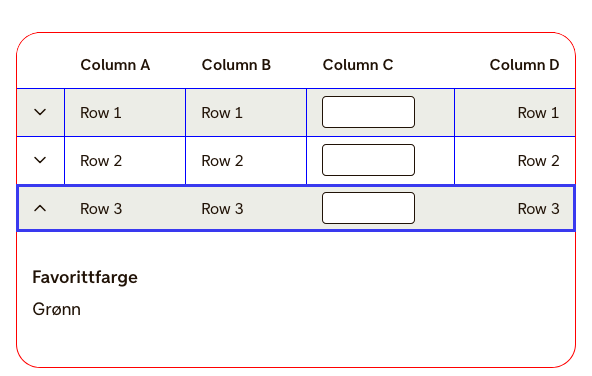 Column A Column B Column C Column D
Row 1 Row 1 Row 1
Row 2 Row 2 Row 2
Row 3 Row 3 Row 3
Favorittfarge
Grønn